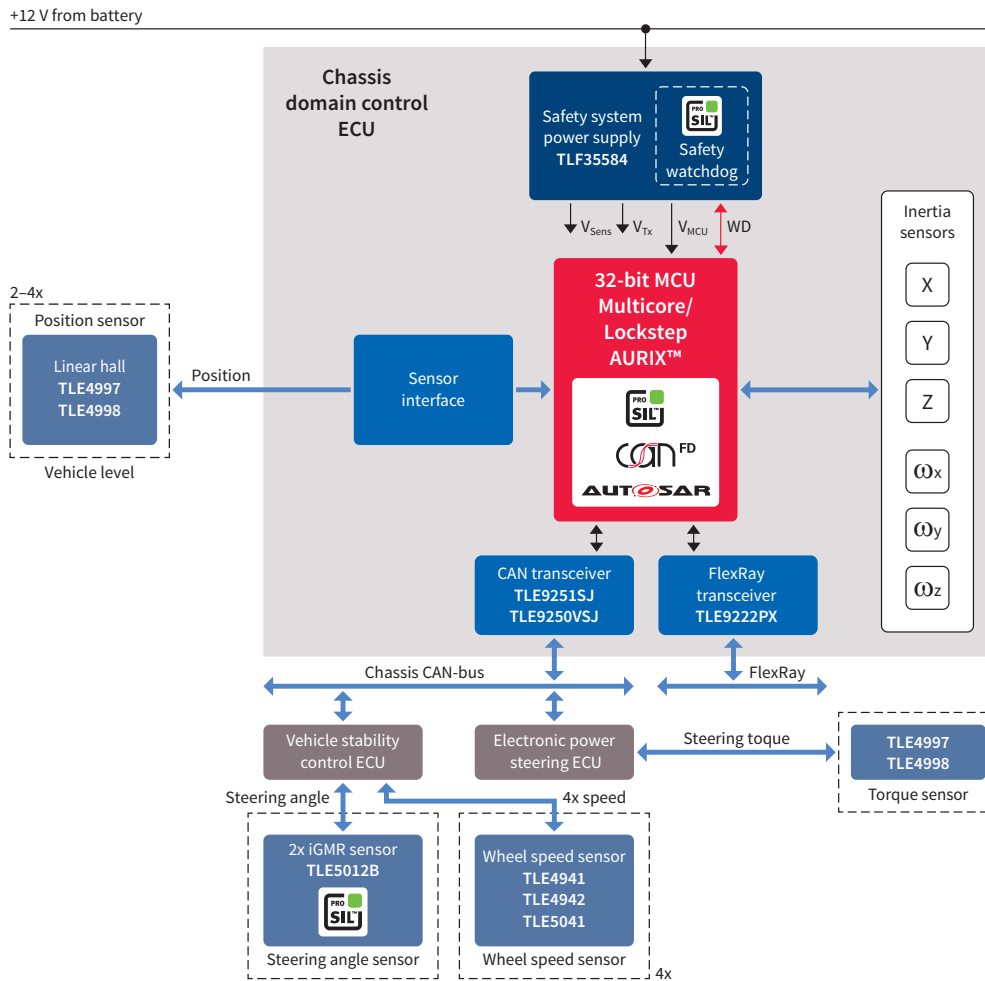 +12 V from battery
Chassis
domain control
ECU
Safety system
power supply
TLF35584
PRO
SIL™
Safety
watchdog
VSens
VTx
VMCU
WD
Inertia
sensors
X
Y
Z
ωx
ωy
ωz
32-bit MCU
Multicore/
Lockstep
AURIX™
PRO
SIL™
CAN FD
AUTOSAR
2–4x
Position sensor
Linear hall
TLE4997
TLE4998
Vehicle level
Position
Sensor
interface
CAN transceiver
TLE9251SJ
TLE9250VSJ
FlexRay
transceiver
TLE9222PX
Chassis CAN-bus
FlexRay
Vehicle stability
control ECU
Electronic power
steering ECU
Steering toque
TLE4997
TLE4998
Torque sensor
Steering angle
4x speed
2x iGMR sensor
TLE5012B
PRO
SIL™
Steering angle sensor
Wheel speed sensor
TLE4941
TLE4942
TLE5041
Wheel speed sensor
4x